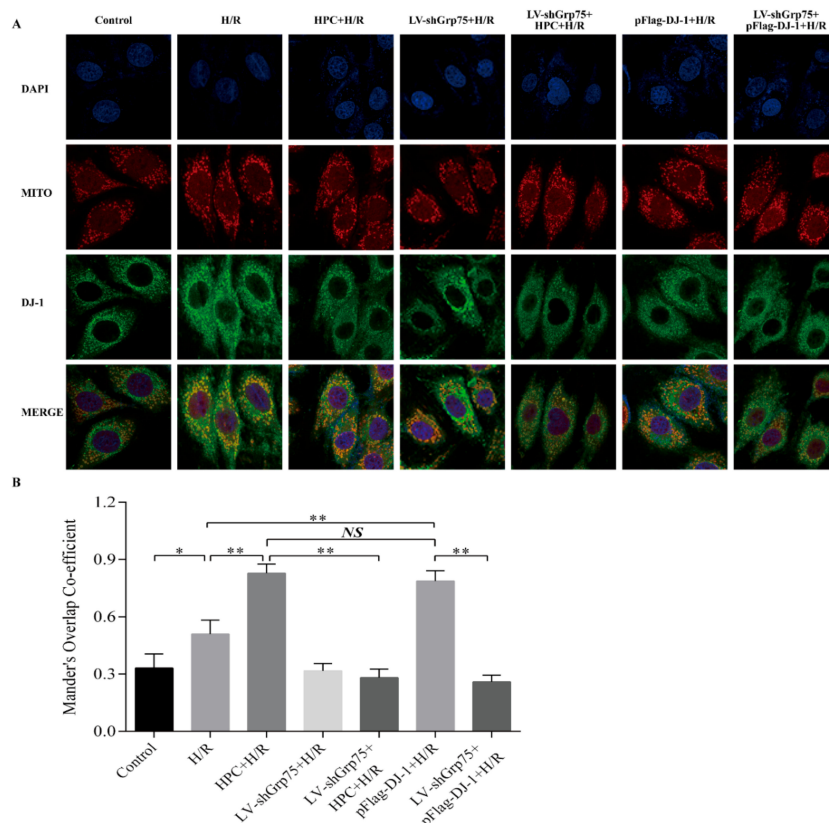 A
Control
H/R
HPC+H/R
LV-shGrp75+H/R
LV-shGrp75+
HPC+H/R
pFlag-DJ-1+H/R
LV-shGrp75+
pFlag-DJ-1+H/R
DAPI
MITO
DJ-1
MERGE
B
Mander's Overlap Co-efficient
1.2
0.9
0.6
0.3
0.0
**
NS
*
**
**
**
Control
H/R
HPC+H/R
LV-shGrp75+H/R
LV-shGrp75+
HPC+H/R
pFlag-DJ-1+H/R
LV-shGrp75+
pFlag-DJ-1+H/R